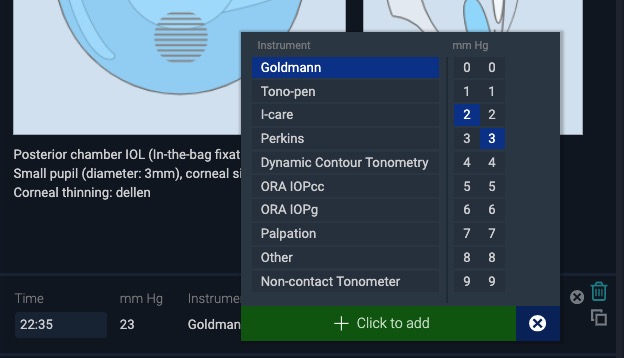 Instrument mm Hg
Goldmann 0 0
Tono-pen 1 1
I-care 2 2
Perkins 3 3
Dynamic Contour Tonometry 4 4
ORA IOPcc 5 5
ORA IOPg 6 6
Palpation 7 7
Other 8 8
Non-contact Tonometer 9 9
Click to add
Posterior chamber IOL (In-the-bag fixat
Small pupil (diameter: 3mm), corneal
Corneal thinning: dellen
Time mm Hg
22:35 23